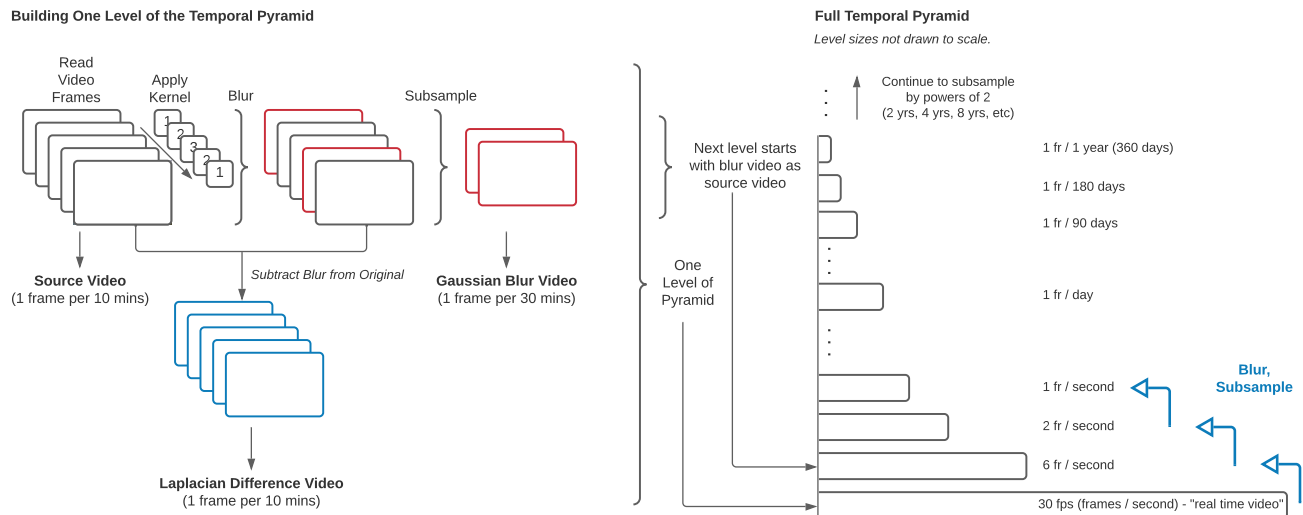 Building One Level of the Temporal Pyramid
Read
Video
Frames
Apply
Kernel
Blur
Subsample
1
2
3
2
1
Source Video
(1 frame per 10 mins)
Subtract Blur from Original
Gaussian Blur Video
(1 frame per 30 mins)
Laplacian Difference Video
(1 frame per 10 mins)
Next level starts
with blur video as
source video
One
Level of
Pyramid
Full Temporal Pyramid
Level sizes not drawn to scale.
Continue to subsample
by powers of 2
(2 yrs, 4 yrs, 8 yrs, etc)
1 fr / 1 year (360 days)
1 fr / 180 days
1 fr / 90 days
1 fr / day
Blur,
Subsample
1 fr / second
2 fr / second
6 fr / second
30 fps (frames / second) - "real time video"